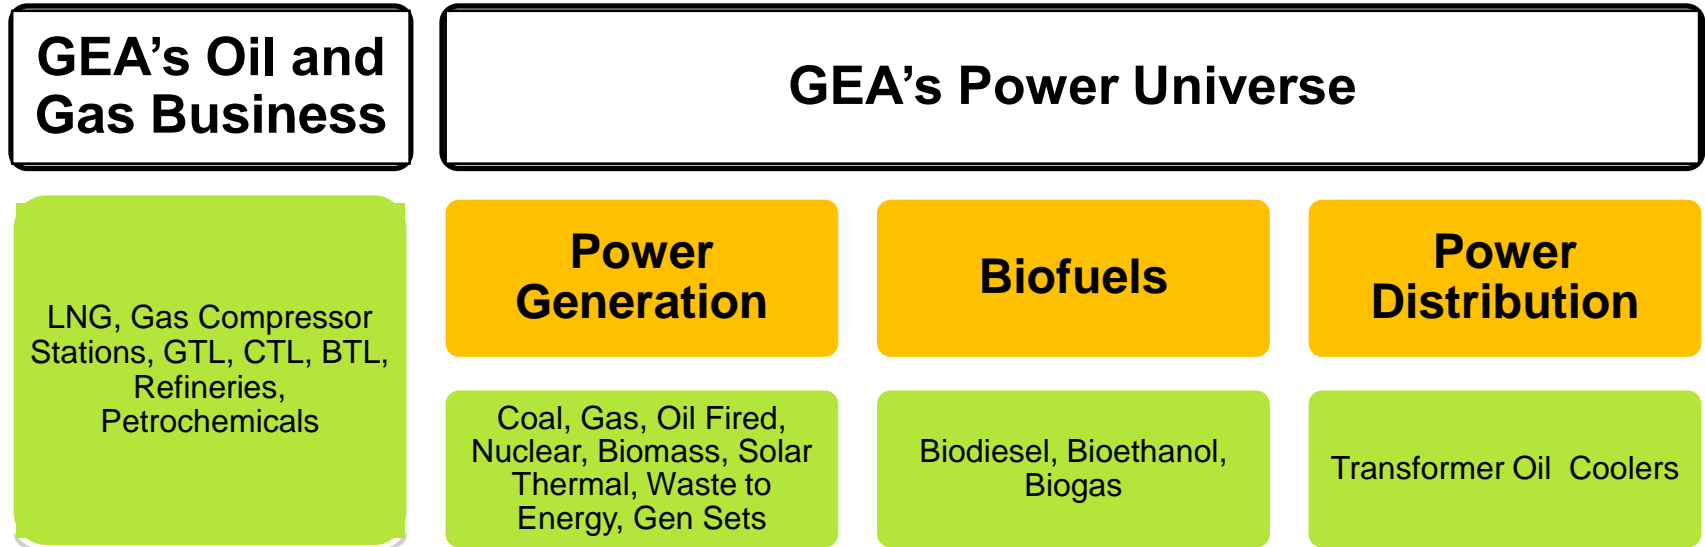 GEA’s Oil and
Gas Business
GEA’s Power Universe
LNG, Gas Compressor
Stations, GTL, CTL, BTL,
Refineries,
Petrochemicals
Power
Generation
Biofuels
Power
Distribution
Coal, Gas, Oil Fired,
Nuclear, Biomass, Solar
Thermal, Waste to
Energy, Gen Sets
Biodiesel, Bioethanol,
Biogas
Transformer Oil  Coolers